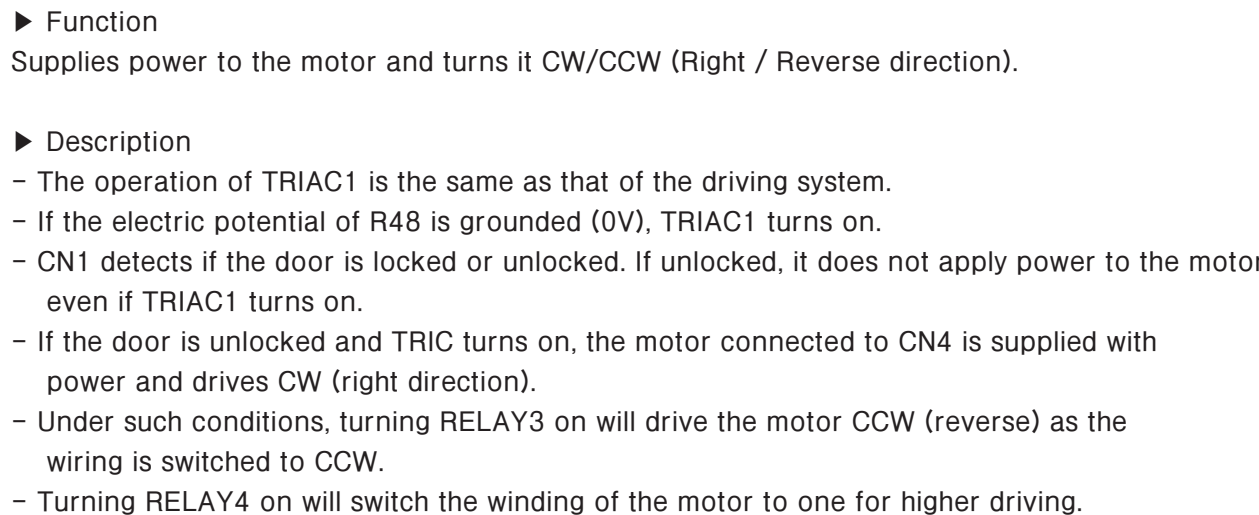 ▶ Function
Supplies power to the motor and turns it CW/CCW (Right / Reverse direction).
▶ Description
- The operation of TRIAC1 is the same as that of the driving system.
- If the electric potential of R48 is grounded (0V), TRIAC1 turns on.
- CN1 detects if the door is locked or unlocked. If unlocked, it does not apply power to the motor
even if TRIAC1 turns on.
- If the door is unlocked and TRIC turns on, the motor connected to CN4 is supplied with
power and drives CW (right direction).
- Under such conditions, turning RELAY3 on will drive the motor CCW (reverse) as the
wiring is switched to CCW.
- Turning RELAY4 on will switch the winding of the motor to one for higher driving.